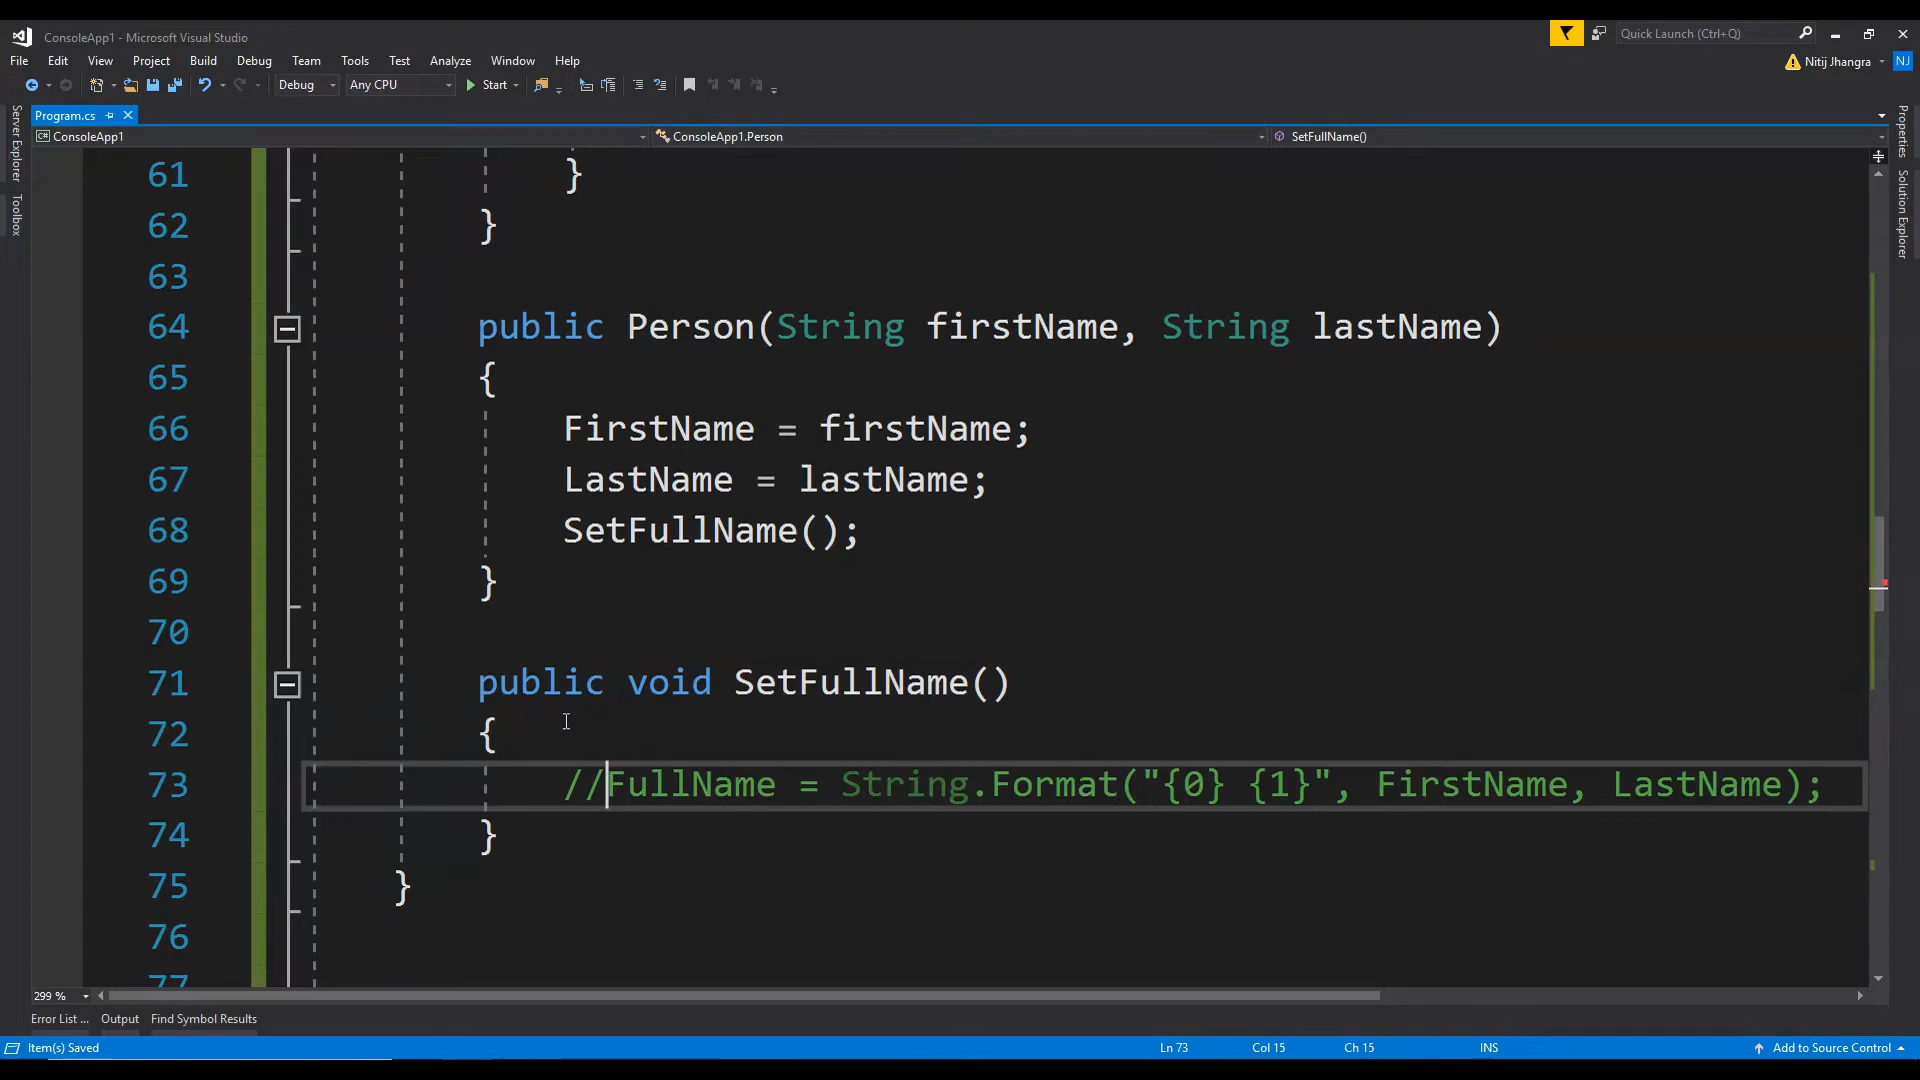 ConsoleApp1 - Microsoft Visual Studio
Quick Launch (Ctrl+Q)
File Edit View Project Build Debug Team Tools Test Analyze Window Help
Nitij Jhangra NJ
Debug Any CPU Start
Program.cs
ConsoleApp1 ConsoleApp1.Person SetFullName()
Server Explorer
Toolbox
Properties
Solution Explorer
61 }
62 }
63
64 public Person(String firstName, String lastName)
65 {
66 FirstName = firstName;
67 LastName = lastName;
68 SetFullName();
69 }
70
71 public void SetFullName()
72 {
73 //FullName = String.Format("{0} {1}", FirstName, LastName);
74 }
75 }
76
77
299 %
Error List ... Output Find Symbol Results
Item(s) Saved Ln 73 Col 15 Ch 15 INS Add to Source Control